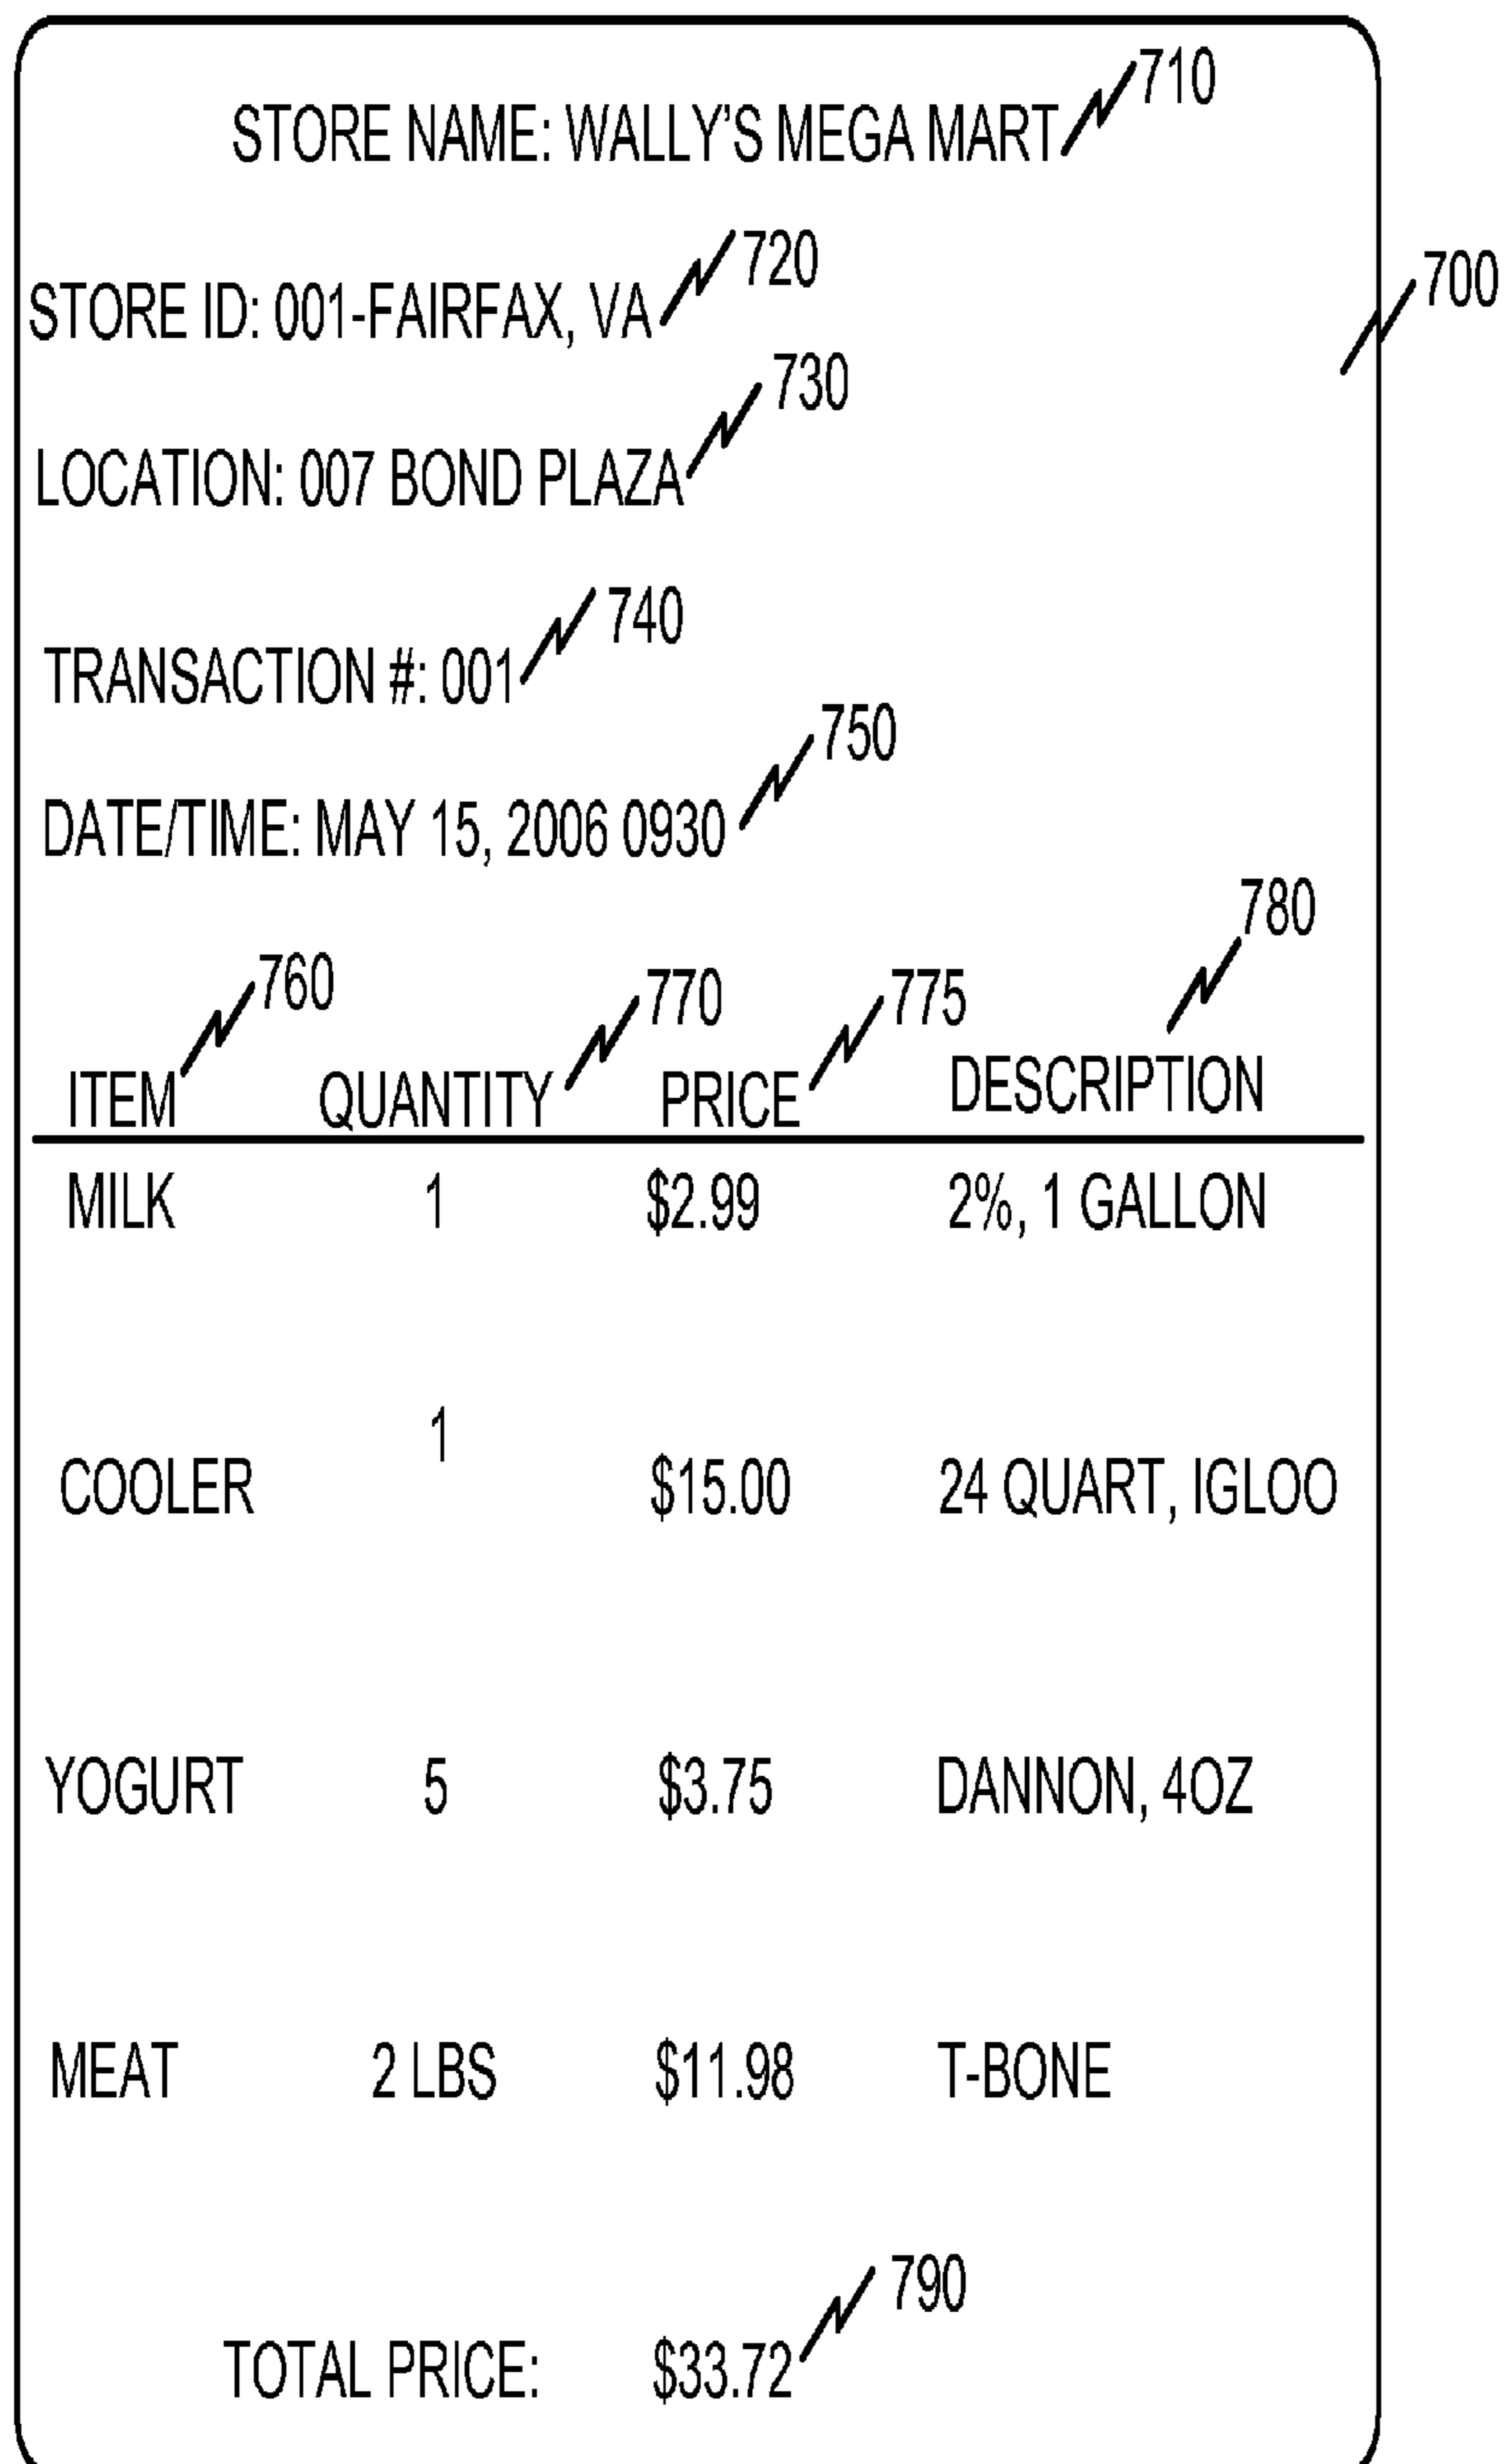 710
STORE NAME: WALLY'S MEGA MART
720
700
STORE ID: 001-FAIRFAX, VA
730
LOCATION: 007 BOND PLAZA
740
TRANSACTION #: 001
750
DATE/TIME: MAY 15, 2006 0930
780
760 770 775
ITEM QUANTITY PRICE DESCRIPTION
MILK 1 $2.99 2%, 1 GALLON
COOLER 1 $15.00 24 QUART, IGLOO
YOGURT 5 $3.75 DANNON, 4OZ
MEAT 2 LBS $11.98 T-BONE
790
TOTAL PRICE: $33.72